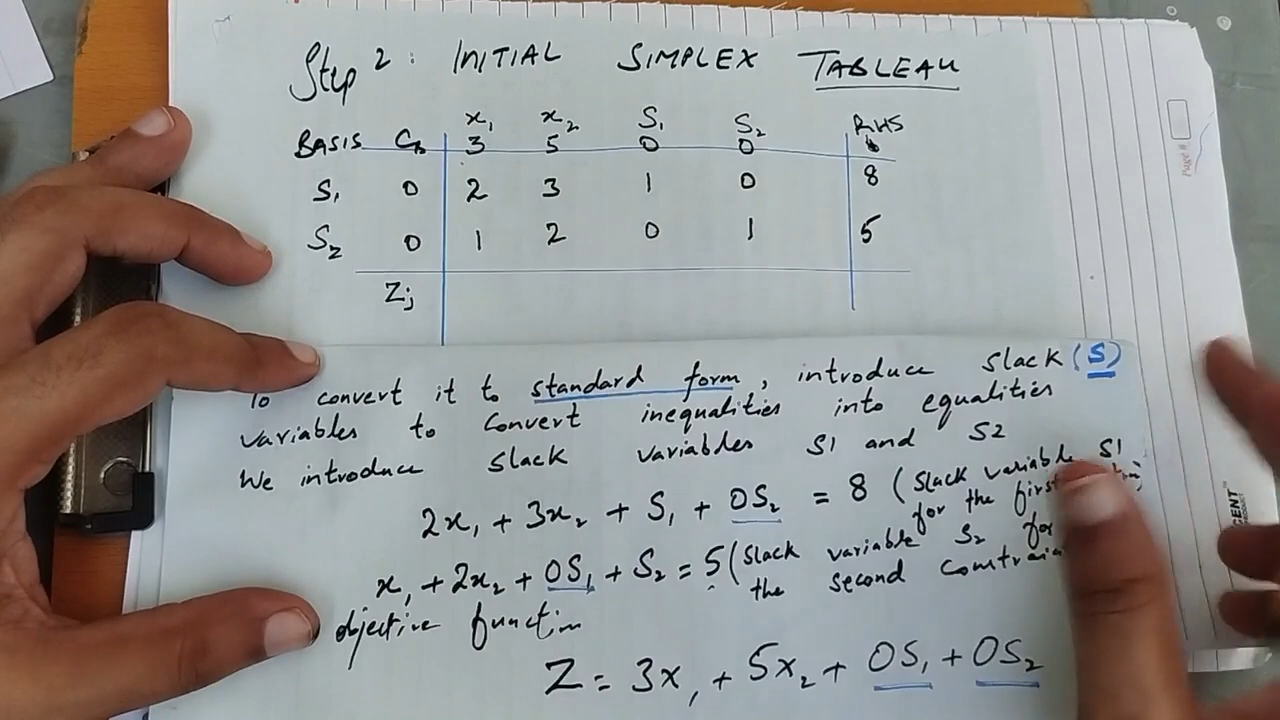 Step 2: INITIAL SIMPLEX TABLEAU
x1 x2 S1 S2 RHS
BASIS CB 3 5 0 0 b
S1 0 2 3 1 0 8
S2 0 1 2 0 1 5
Zj
To convert it to standard form, introduce slack (S)
variables to convert inequalities into equalities
We introduce slack variables S1 and S2
2x1 + 3x2 + S1 + 0S2 = 8 (slack variable S1
for the first
x1 + 2x2 + 0S1 + S2 = 5 (slack variable S2 for
the second
objective function
Z = 3x1 + 5x2 + 0S1 + 0S2
Page #